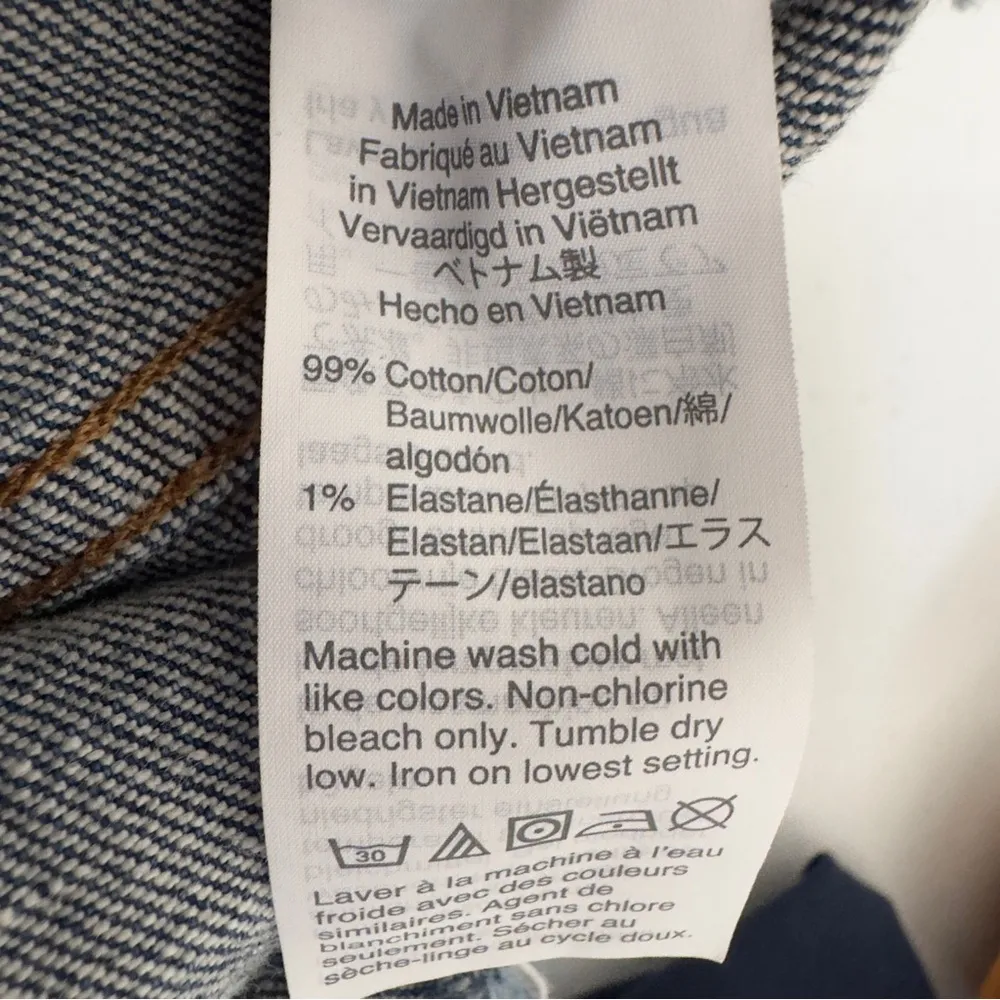 Made in Vietnam
Fabriqué au Vietnam
in Vietnam Hergestellt
Vervaardigd in Viëtnam
ベトナム製
Hecho en Vietnam
99% Cotton/Coton/
Baumwolle/Katoen/綿/
algodón
1% Elastane/Élasthanne/
Elastan/Elastaan/エラス
テーン/elastano
Machine wash cold with
like colors. Non-chlorine
bleach only. Tumble dry
low. Iron on lowest setting.
30
Laver à la machine à l'eau
froide avec des couleurs
similaires. Agent de
blanchiment sans chlore
seulement. Sécher au
sèche-linge au cycle doux.